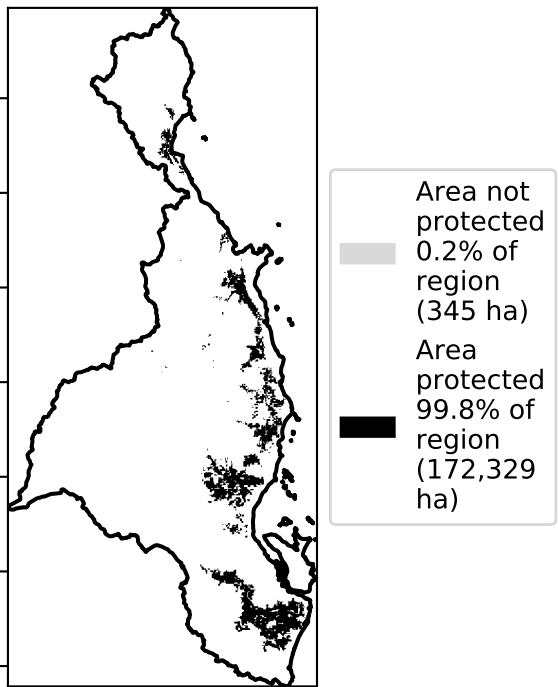 Area not
protected
0.2% of
region
(345 ha)
Area
protected
99.8% of
region
(172,329
ha)